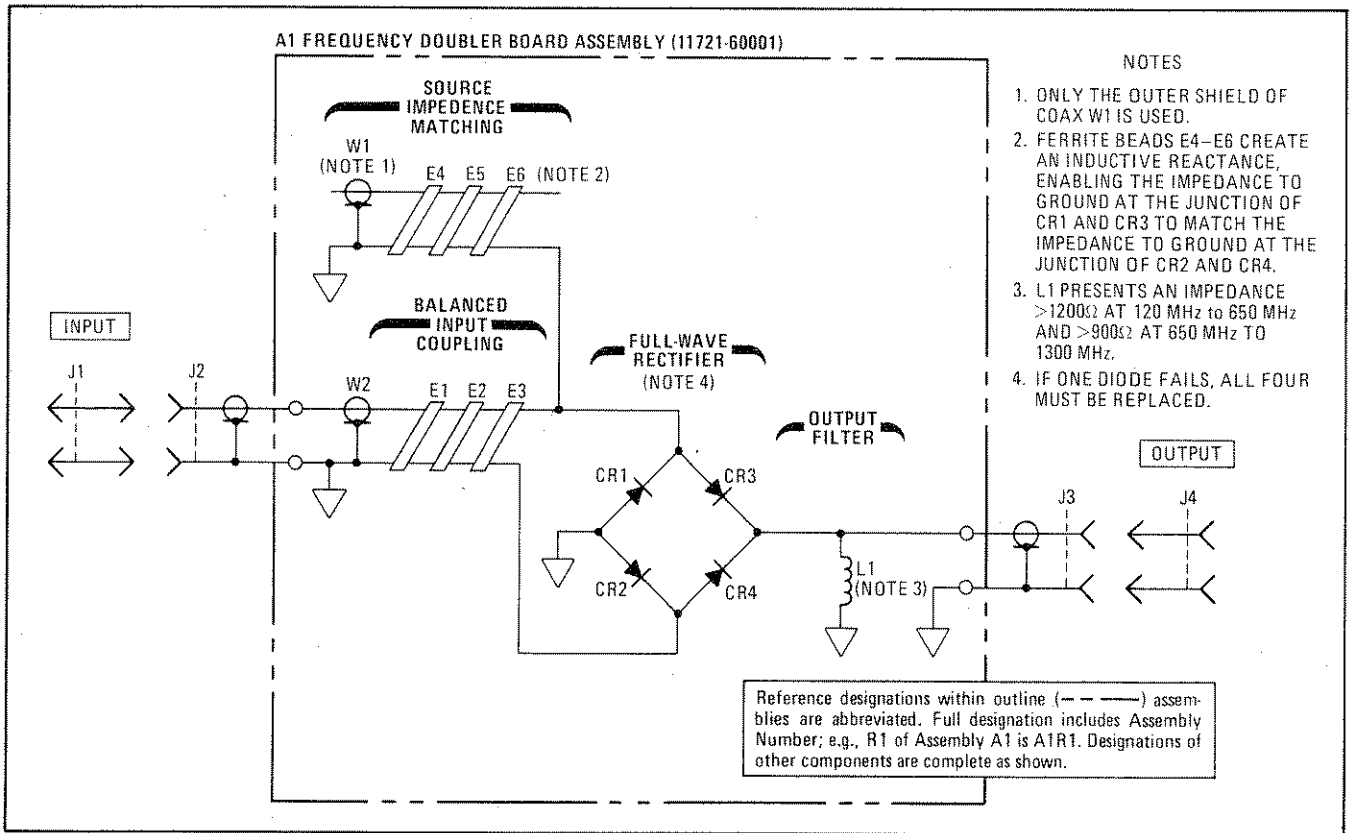 A1 FREQUENCY DOUBLER BOARD ASSEMBLY (11721-60001)
SOURCE
IMPEDENCE
MATCHING
W1
(NOTE 1)
E4 E5 E6 (NOTE 2)
BALANCED
INPUT
COUPLING
INPUT
J1 J2
W2
E1 E2 E3
FULL-WAVE
RECTIFIER
(NOTE 4)
CR1 CR3
CR2 CR4
OUTPUT
FILTER
L1
(NOTE 3)
OUTPUT
J3 J4
NOTES
1. ONLY THE OUTER SHIELD OF
COAX W1 IS USED.
2. FERRITE BEADS E4–E6 CREATE
AN INDUCTIVE REACTANCE,
ENABLING THE IMPEDANCE TO
GROUND AT THE JUNCTION OF
CR1 AND CR3 TO MATCH THE
IMPEDANCE TO GROUND AT THE
JUNCTION OF CR2 AND CR4.
3. L1 PRESENTS AN IMPEDANCE
>1200Ω AT 120 MHz to 650 MHz
AND >900Ω AT 650 MHz TO
1300 MHz.
4. IF ONE DIODE FAILS, ALL FOUR
MUST BE REPLACED.
Reference designations within outline (— — ——) assem-
blies are abbreviated. Full designation includes Assembly
Number; e.g., R1 of Assembly A1 is A1R1. Designations of
other components are complete as shown.